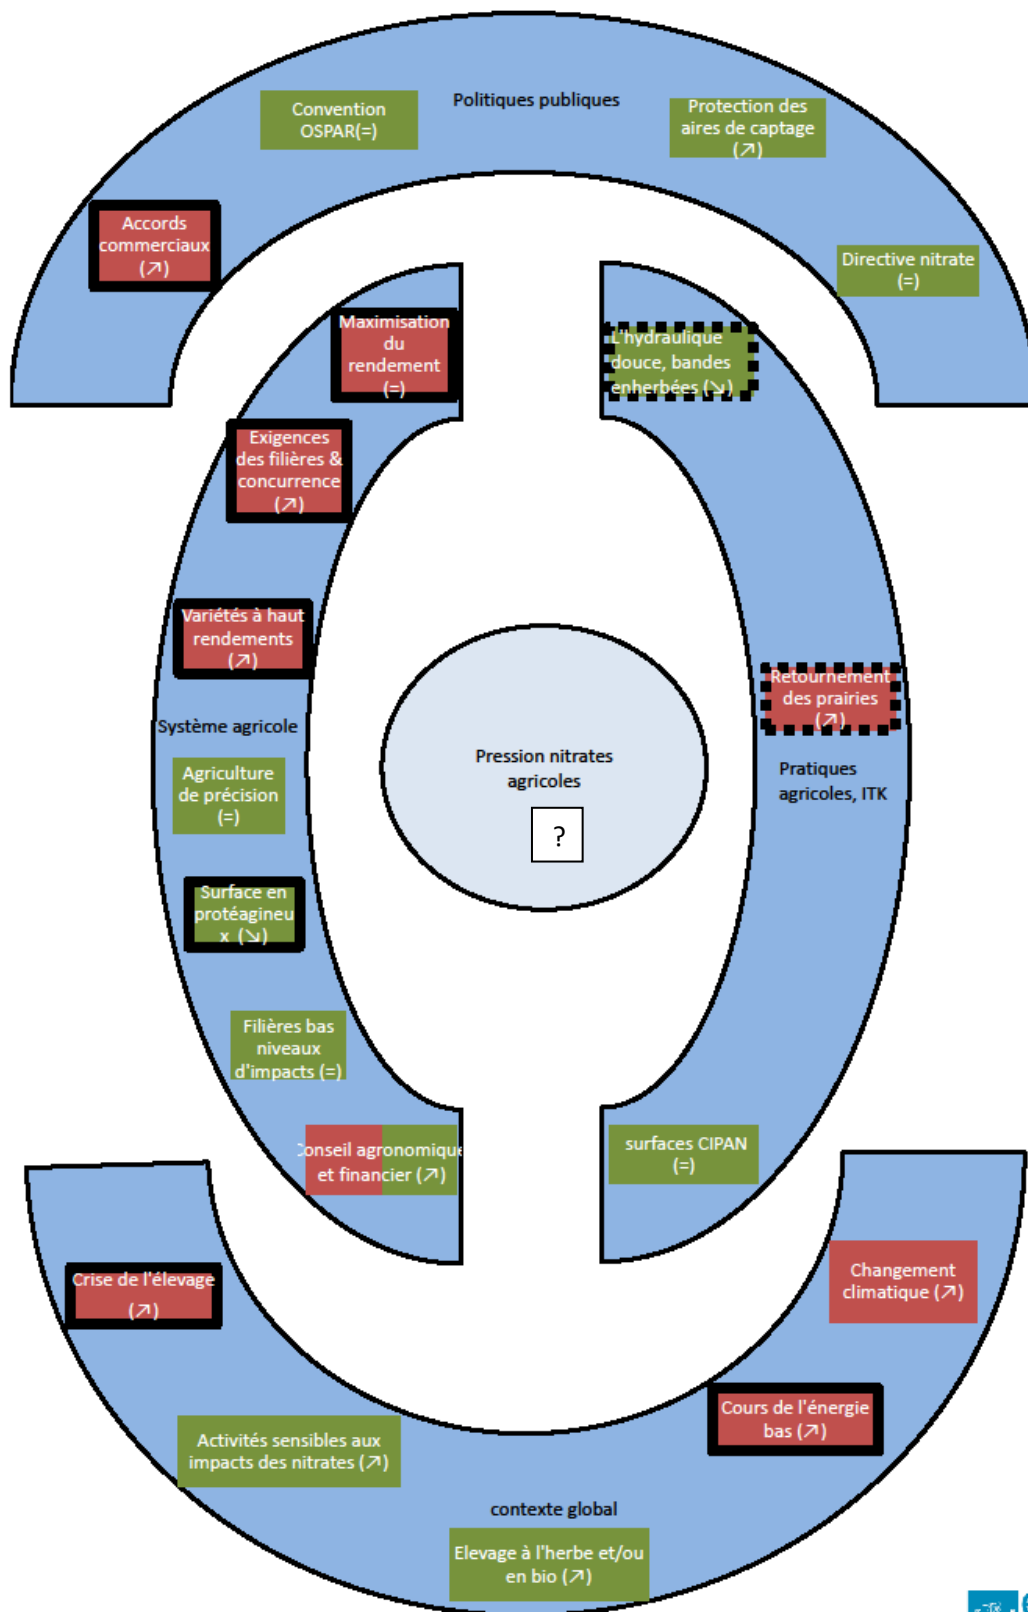 Politiques publiques
Convention
OSPAR(=)
Protection des
aires de captage
(↗)
Accords
commerciaux
(↗)
Directive nitrate
(=)
Maximisation
du
rendement
(=)
L'hydraulique
douce, bandes
enherbées (↘)
Exigences
des filières &
concurrence
(↗)
Variétés à haut
rendements
(↗)
Retournement
des prairies
(↗)
Système agricole
Pression nitrates
agricoles
?
Pratiques
agricoles, ITK
Agriculture
de précision
(=)
Surface en
protéagineu
x (↘)
Filières bas
niveaux
d'impacts (=)
Conseil agronomique
et financier (↗)
surfaces CIPAN
(=)
Crise de l'élevage
(↗)
Changement
climatique (↗)
Cours de l'énergie
bas (↗)
Activités sensibles aux
impacts des nitrates (↗)
contexte global
Elevage à l'herbe et/ou
en bio (↗)